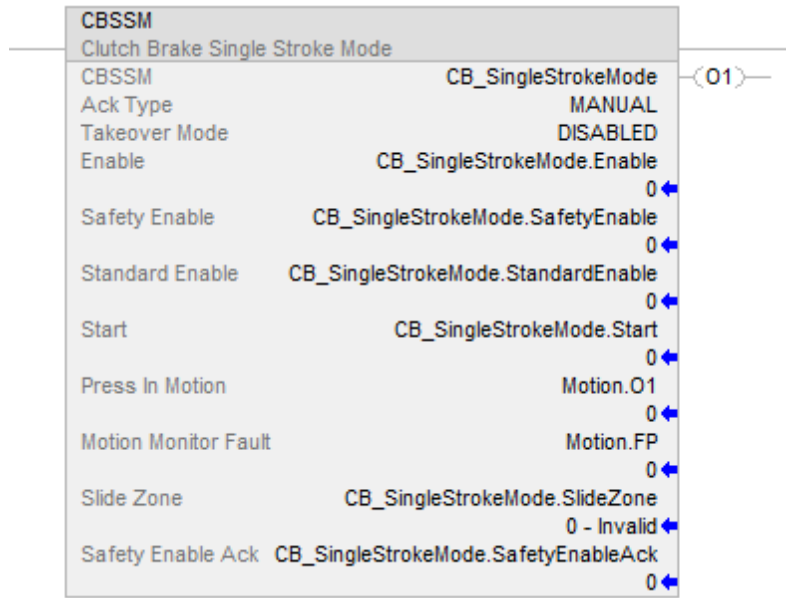 CBSSM
Clutch Brake Single Stroke Mode
CBSSM CB_SingleStrokeMode (O1)
Ack Type MANUAL
Takeover Mode DISABLED
Enable CB_SingleStrokeMode.Enable
0
Safety Enable CB_SingleStrokeMode.SafetyEnable
0
Standard Enable CB_SingleStrokeMode.StandardEnable
0
Start CB_SingleStrokeMode.Start
0
Press In Motion Motion.O1
0
Motion Monitor Fault Motion.FP
0
Slide Zone CB_SingleStrokeMode.SlideZone
0 - Invalid
Safety Enable Ack CB_SingleStrokeMode.SafetyEnableAck
0